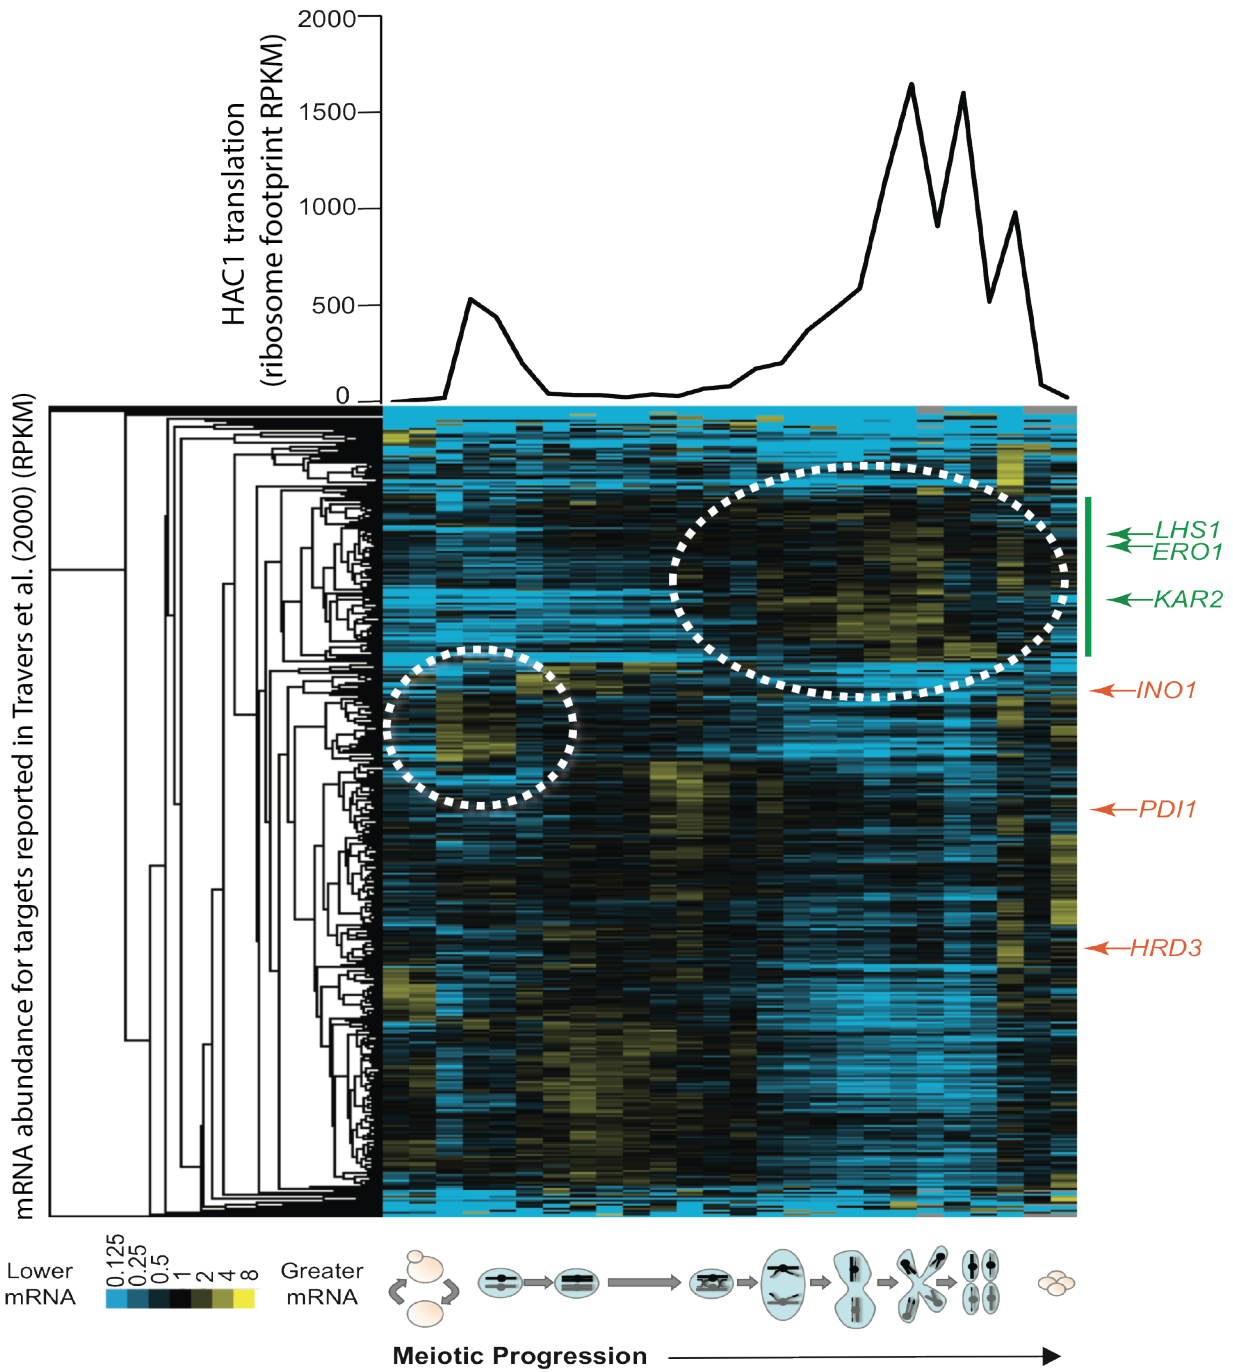 2000
1500
1000
500
0
HAC1 translation
(ribosome footprint RPKM)
mRNA abundance for targets reported in Travers et al. (2000) (RPKM)
LHS1
ERO1
KAR2
INO1
PDI1
HRD3
Lower
mRNA
0.125
0.25
0.5
1
2
4
8
Greater
mRNA
Meiotic Progression